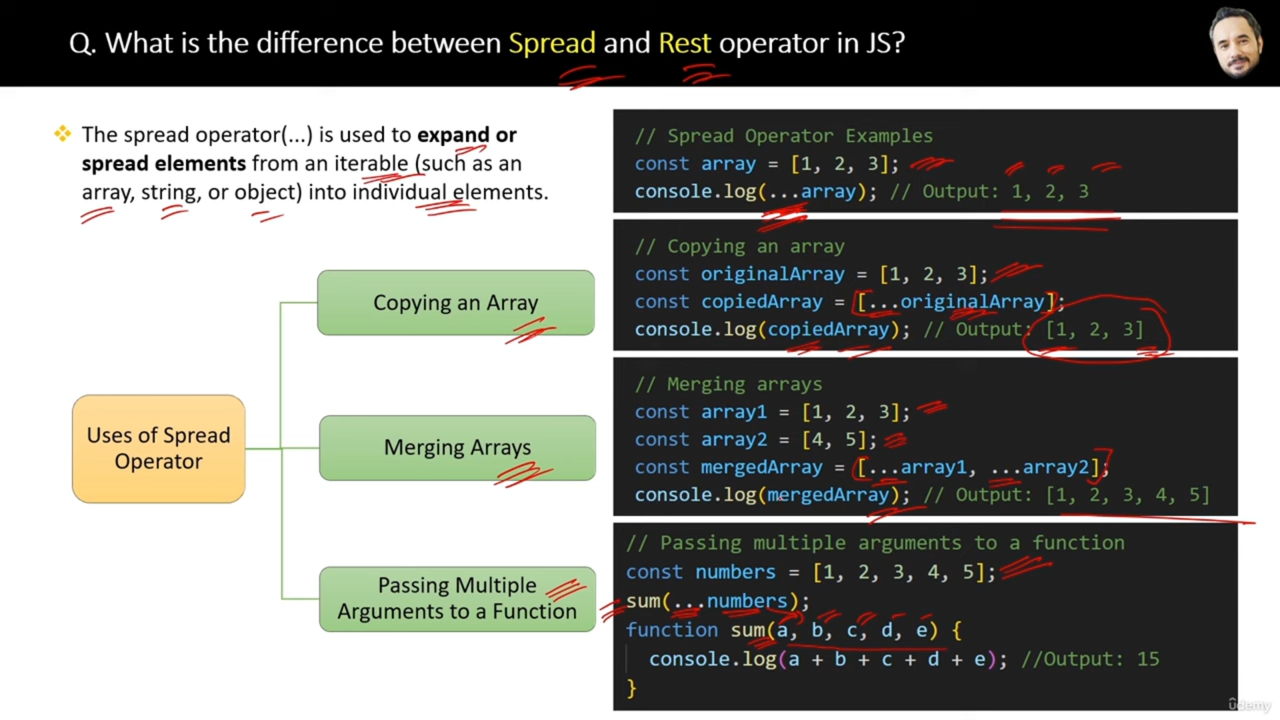 Q. What is the difference between Spread and Rest operator in JS?
The spread operator(...) is used to expand or
spread elements from an iterable (such as an
array, string, or object) into individual elements.
Uses of Spread
Operator
Copying an Array
Merging Arrays
Passing Multiple
Arguments to a Function
// Spread Operator Examples
const array = [1, 2, 3];
console.log(...array); // Output: 1, 2, 3
// Copying an array
const originalArray = [1, 2, 3];
const copiedArray = [...originalArray];
console.log(copiedArray); // Output: [1, 2, 3]
// Merging arrays
const array1 = [1, 2, 3];
const array2 = [4, 5];
const mergedArray = [...array1, ...array2];
console.log(mergedArray); // Output: [1, 2, 3, 4, 5]
// Passing multiple arguments to a function
const numbers = [1, 2, 3, 4, 5];
sum(...numbers);
function sum(a, b, c, d, e) {
console.log(a + b + c + d + e); //Output: 15
}
ûdemy